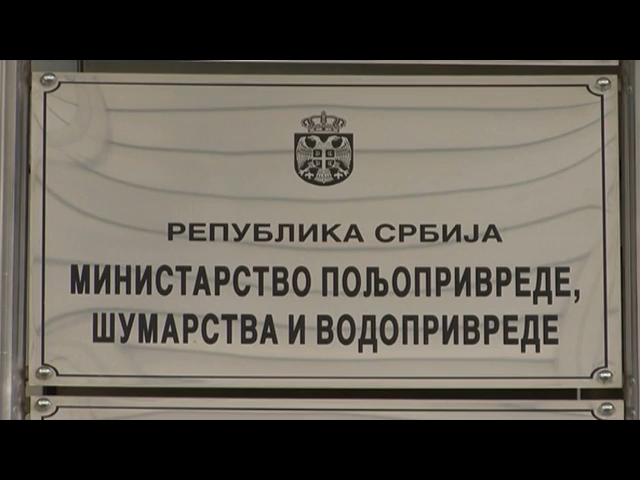 РЕПУБЛИКА СРБИЈА
МИНИСТАРСТВО ПОЉОПРИВРЕДЕ,
ШУМАРСТВА И ВОДОПРИВРЕДЕ